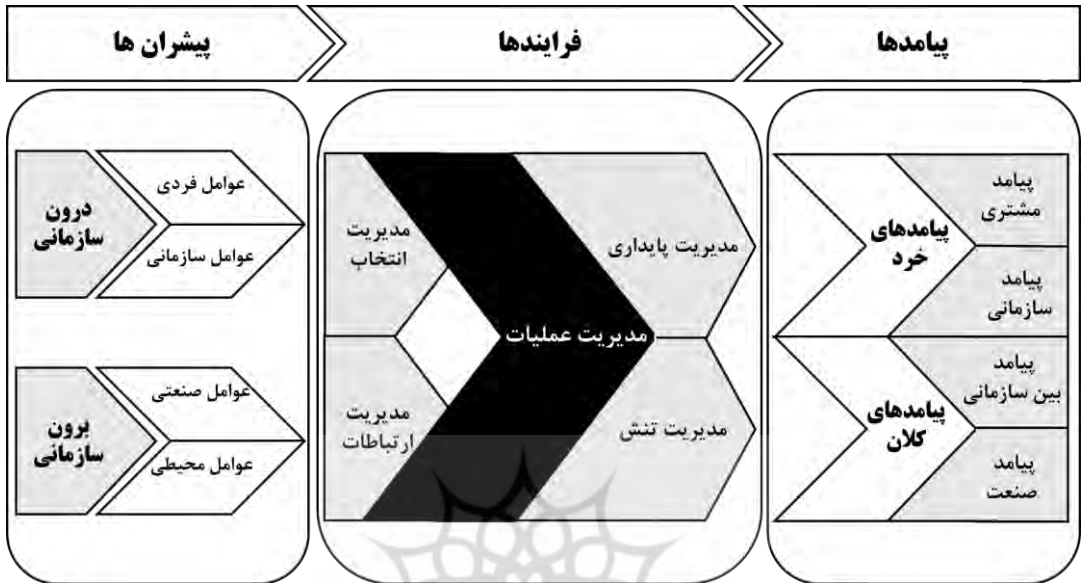 پیشران ها
فرایندها
پیامدها
درون
سازمانی
عوامل فردی
عوامل سازمانی
برون
سازمانی
عوامل صنعتی
عوامل محیطی
مدیریت
انتخاب
مدیریت
ارتباطات
مدیریت عملیات
مدیریت پایداری
مدیریت تنش
پیامدهای
خرد
پیامد
مشتری
پیامد
سازمانی
پیامدهای
کلان
پیامد
بین سازمانی
پیامد
صنعت